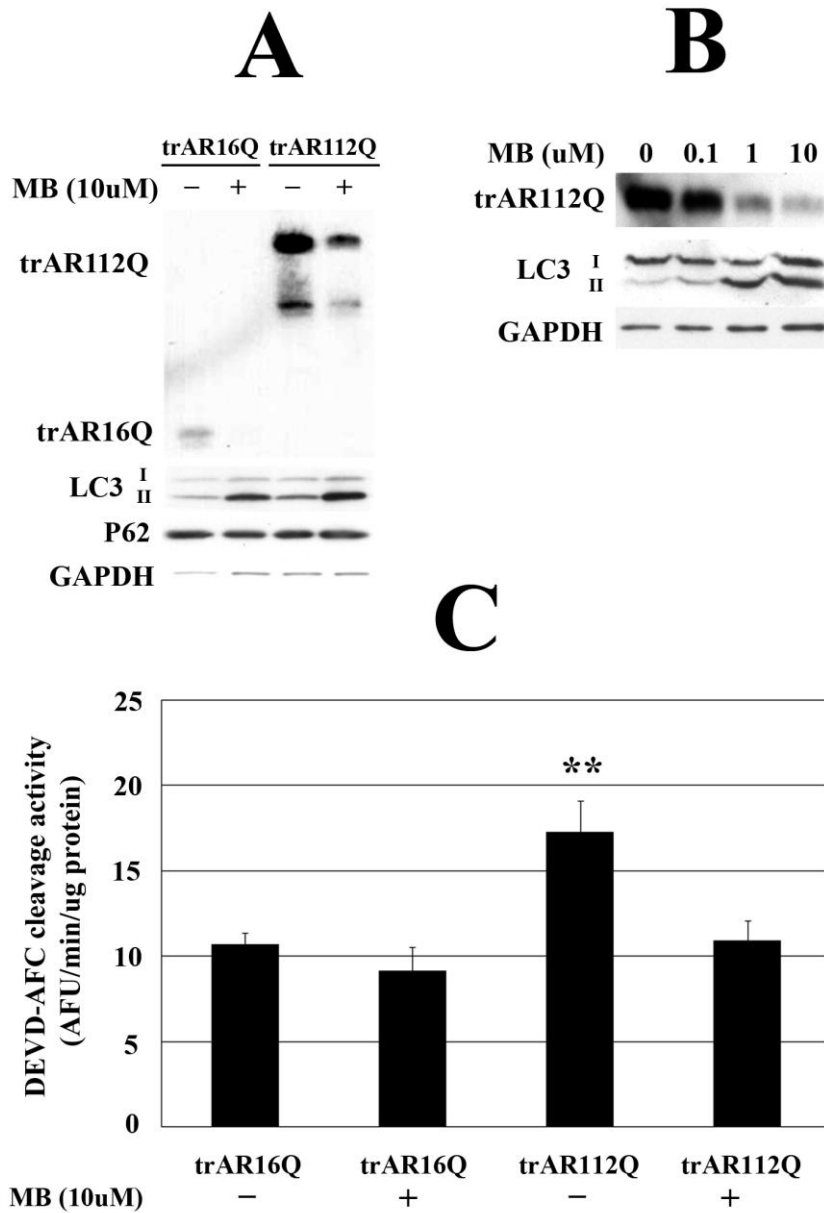 A
trAR16Q trAR112Q
MB (10uM) − + − +
trAR112Q
trAR16Q
LC3 I
II
P62
GAPDH
B
MB (uM) 0 0.1 1 10
trAR112Q
LC3 I
II
GAPDH
C
DEVD-AFC cleavage activity
(AFU/min/ug protein)
25
20
15
10
5
0
**
trAR16Q trAR16Q trAR112Q trAR112Q
MB (10uM) − + − +